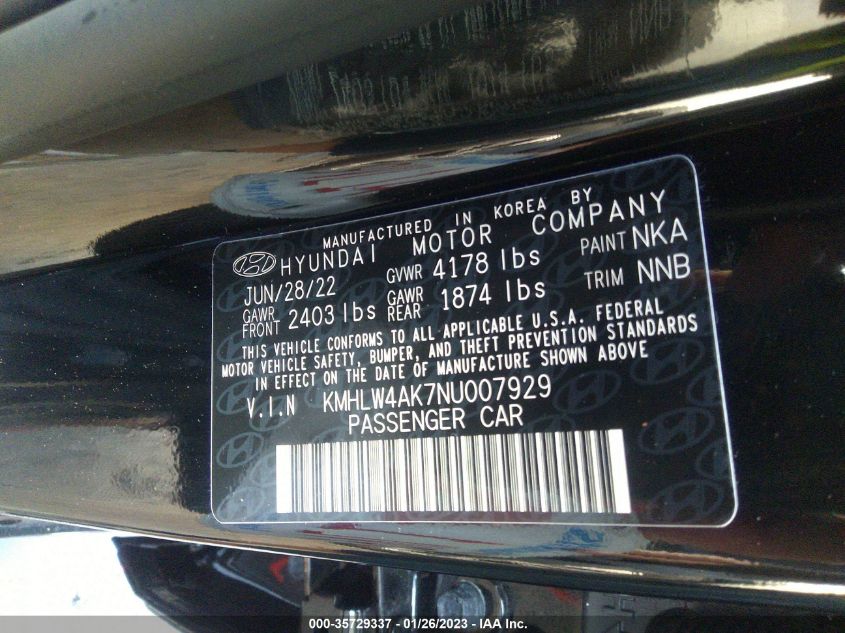 MANUFACTURED IN KOREA BY
HYUNDAI MOTOR COMPANY
JUN/28/22 GVWR 4178 lbs PAINT NKA
GAWR FRONT 2403 lbs GAWR REAR 1874 lbs TRIM NNB
THIS VEHICLE CONFORMS TO ALL APPLICABLE U.S.A. FEDERAL
MOTOR VEHICLE SAFETY, BUMPER, AND THEFT PREVENTION STANDARDS
IN EFFECT ON THE DATE OF MANUFACTURE SHOWN ABOVE
V.I.N KMHLW4AK7NU007929
PASSENGER CAR
000-35729337 - 01/26/2023 - IAA Inc.